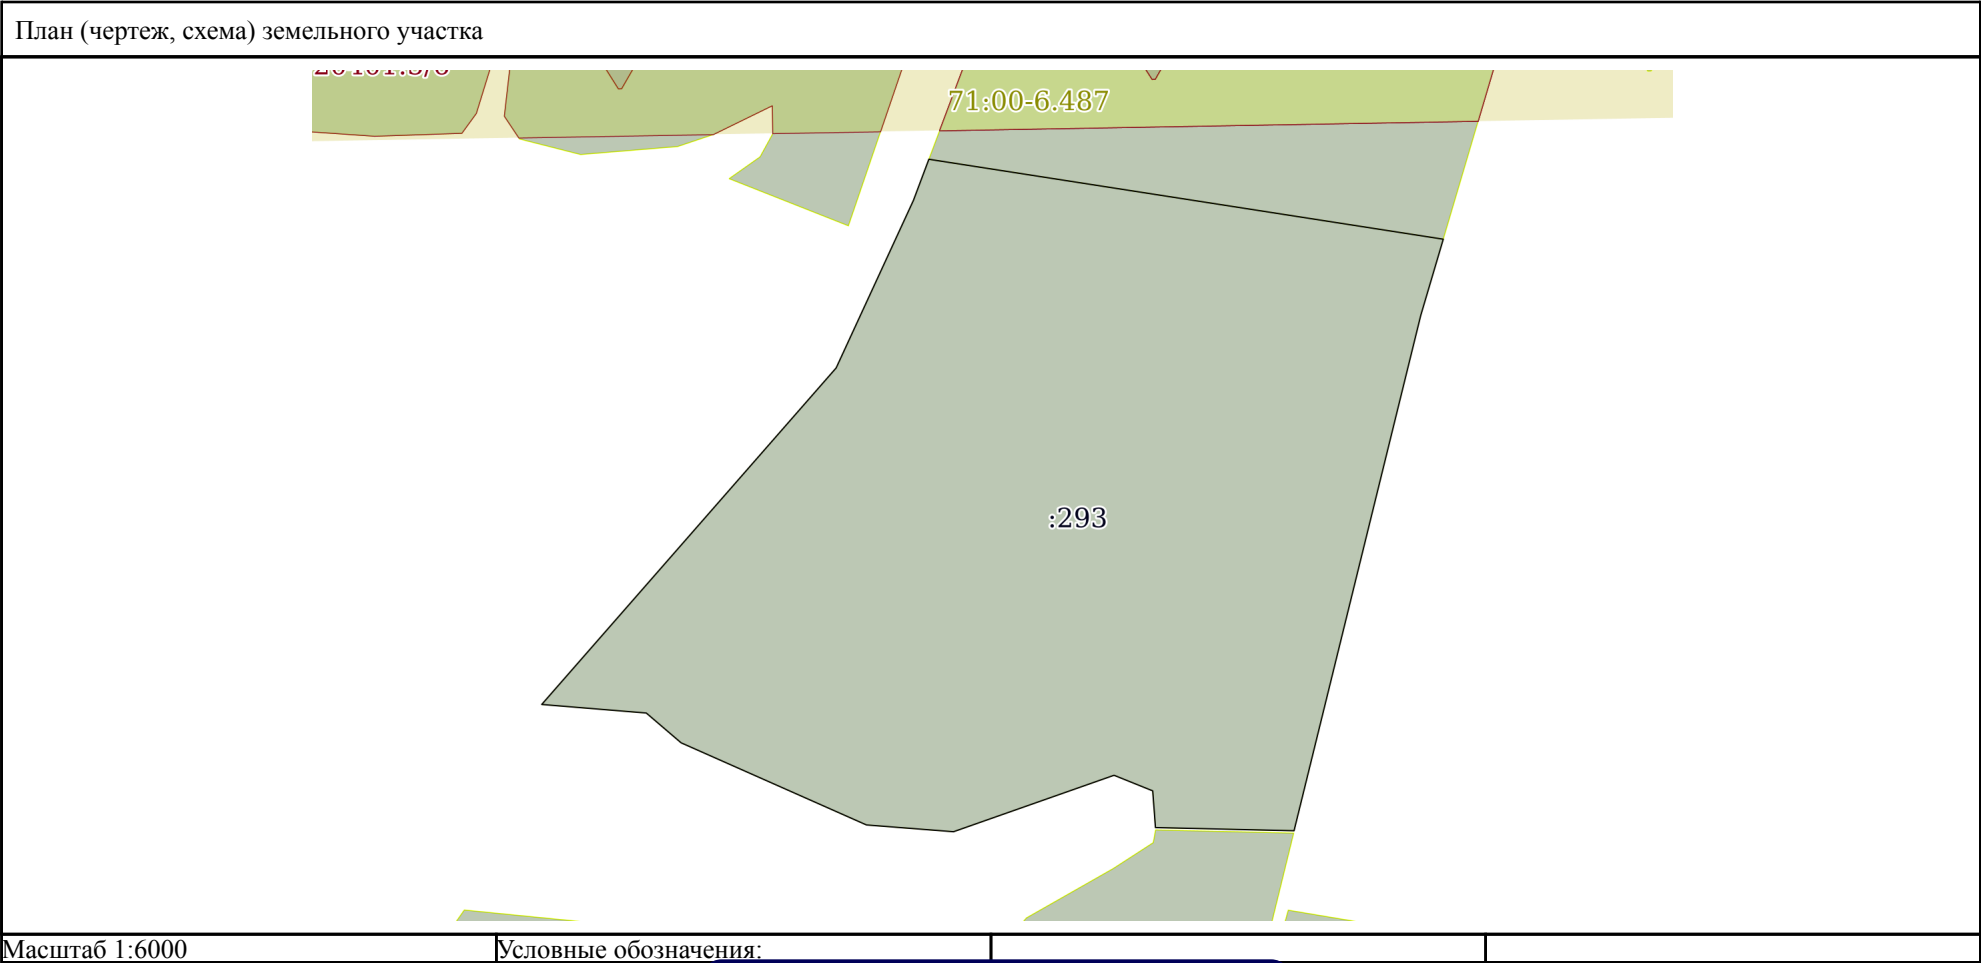 План (чертеж, схема) земельного участка
71:00-6.487
:293
Масштаб 1:6000
Условные обозначения: